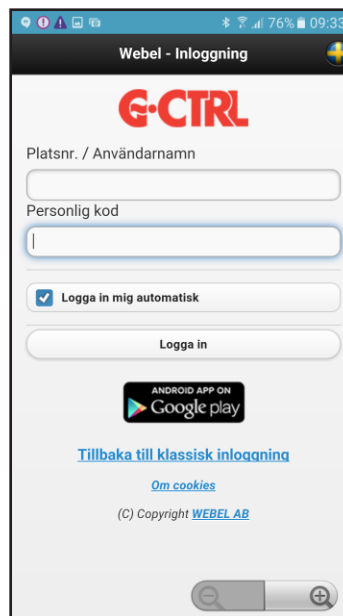 76% 09:33
Webel - Inloggning
G-CTRL
Platsnr. / Användarnamn
Personlig kod
Logga in mig automatisk
Logga in
ANDROID APP ON
Google play
Tillbaka till klassisk inloggning
Om cookies
(C) Copyright WEBEL AB